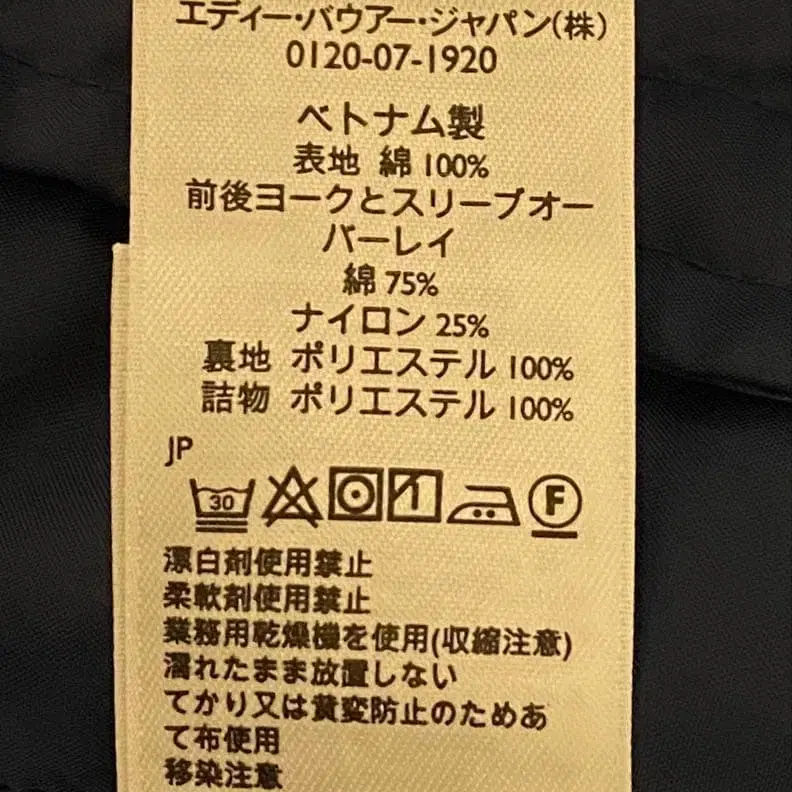 エディー・バウアー・ジャパン(株)
0120-07-1920
ベトナム製
表地 綿 100%
前後ヨークとスリーブオー
バーレイ
綿 75%
ナイロン 25%
裏地 ポリエステル 100%
詰物 ポリエステル 100%
JP
30 F
漂白剤使用禁止
柔軟剤使用禁止
業務用乾燥機を使用(収縮注意)
濡れたまま放置しない
てかり又は黄変防止のためあ
て布使用
移染注意